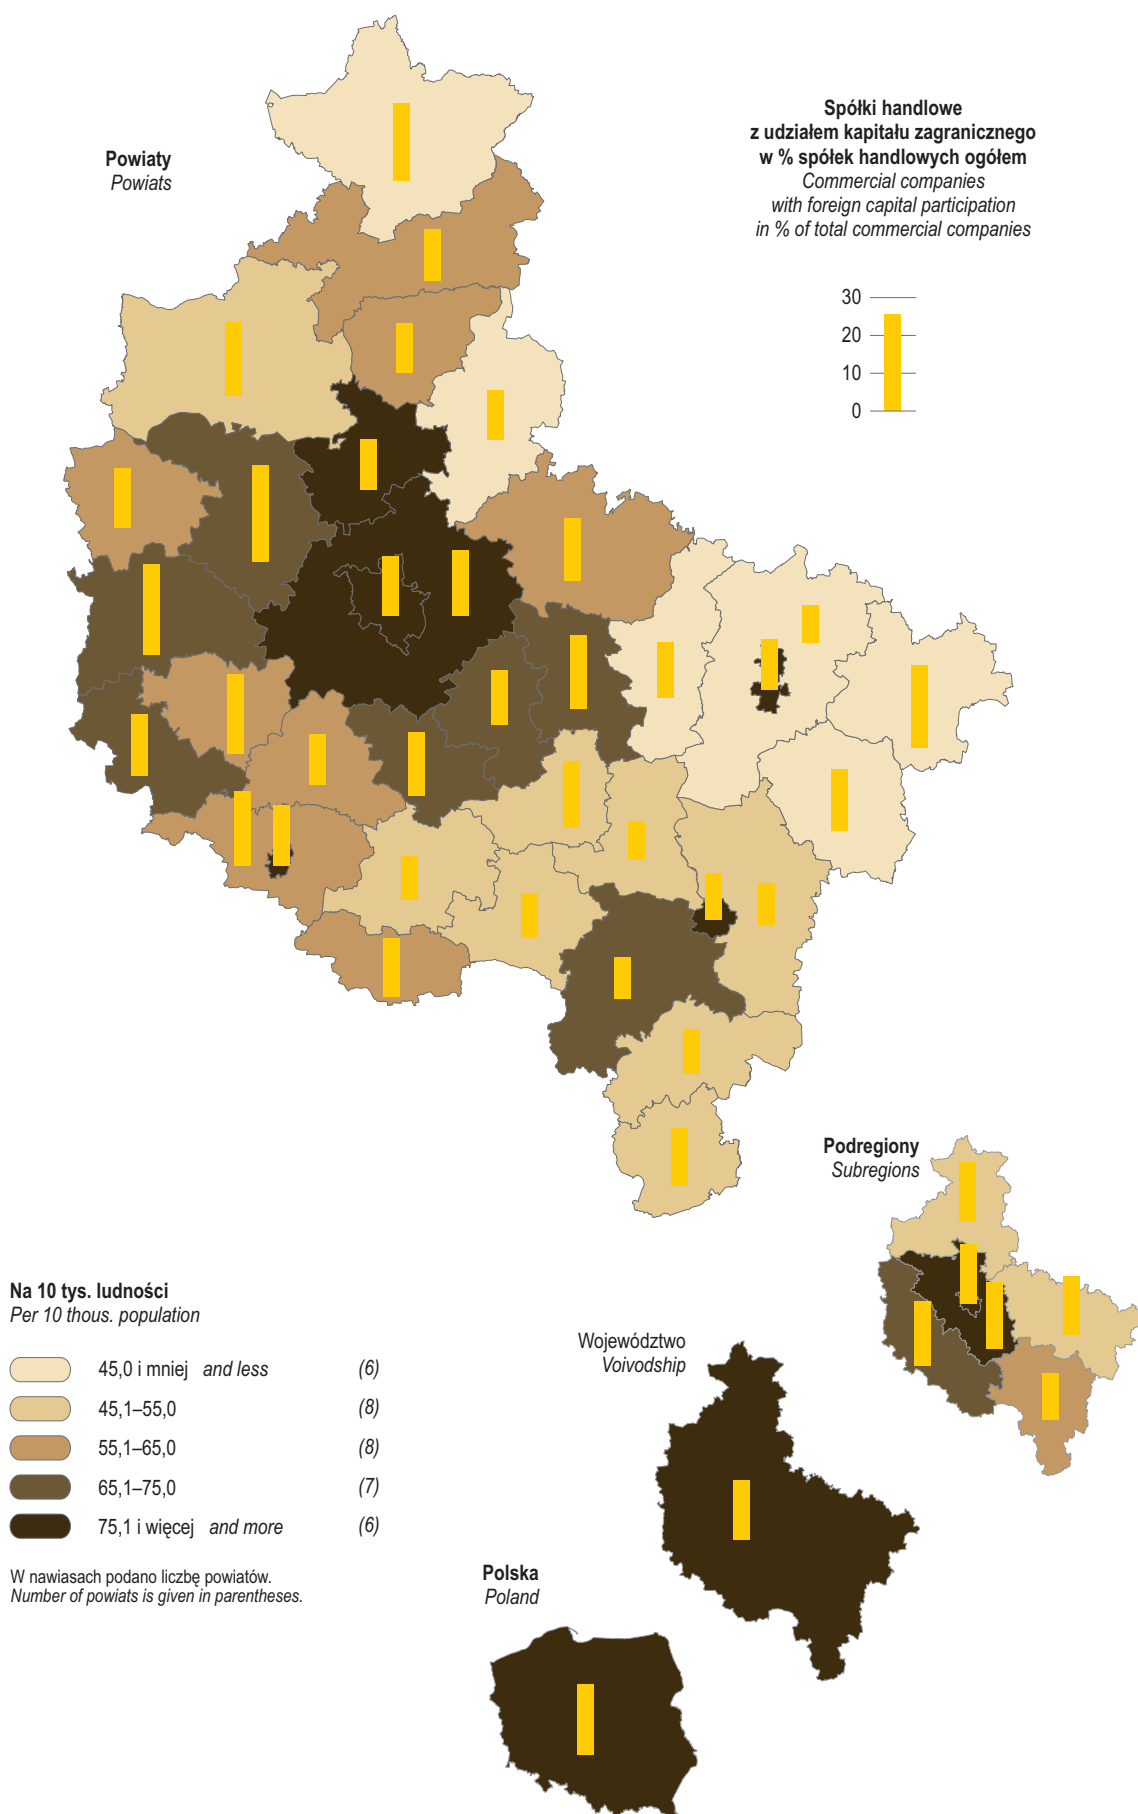 Powiaty
Powiats
Spółki handlowe
z udziałem kapitału zagranicznego
w % spółek handlowych ogółem
Commercial companies
with foreign capital participation
in % of total commercial companies
30
20
10
0
Podregiony
Subregions
Na 10 tys. ludności
Per 10 thous. population
45,0 i mniej and less (6)
45,1–55,0 (8)
55,1–65,0 (8)
65,1–75,0 (7)
75,1 i więcej and more (6)
W nawiasach podano liczbę powiatów.
Number of powiats is given in parentheses.
Województwo
Voivodship
Polska
Poland